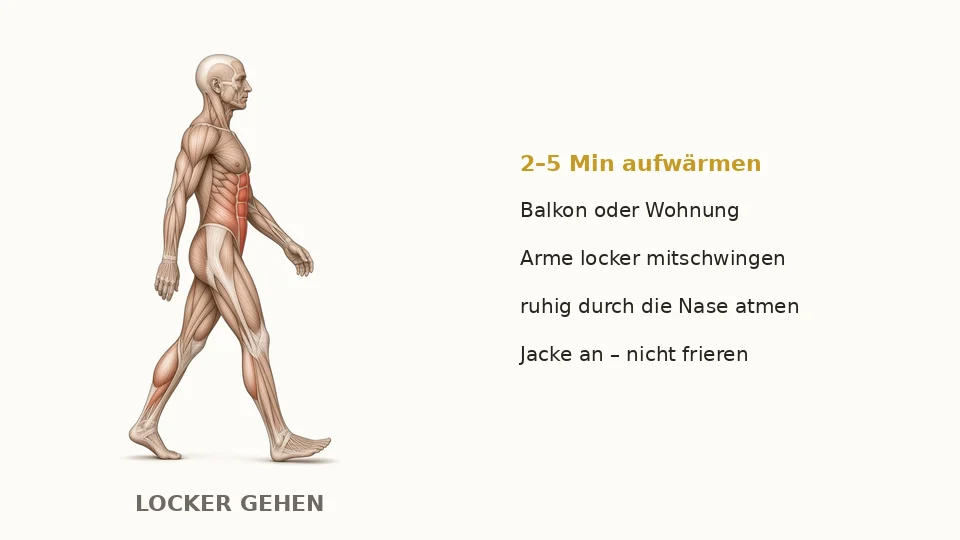 2–5 Min aufwärmen
Balkon oder Wohnung
Arme locker mitschwingen
ruhig durch die Nase atmen
Jacke an – nicht frieren
LOCKER GEHEN